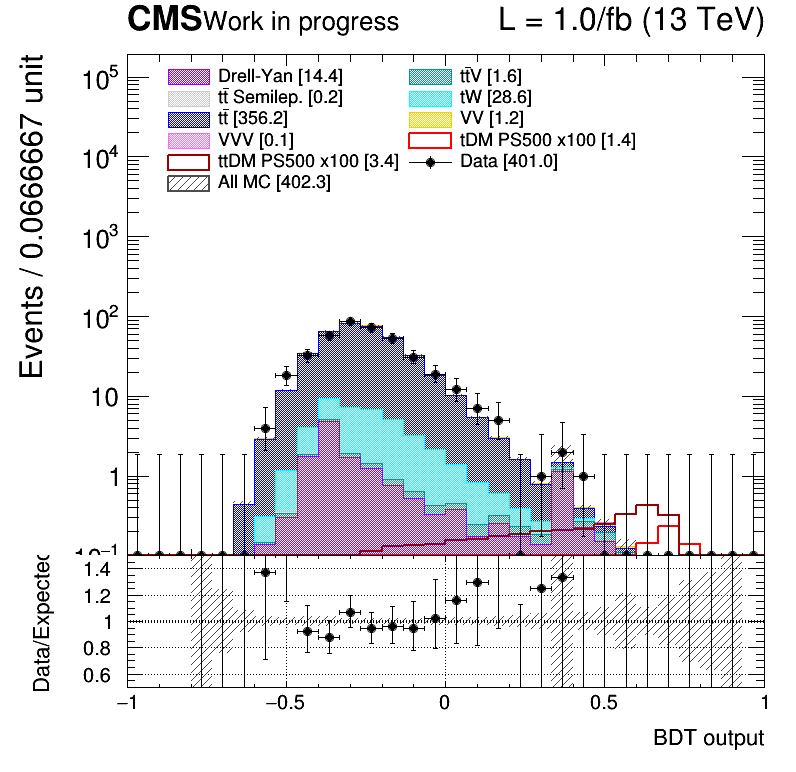 CMS Work in progress L = 1.0/fb (13 TeV)
Events / 0.0666667 unit
10⁵
10⁴
10³
10²
10
1
10⁻¹
Drell-Yan [14.4]
tt̄V [1.6]
tt̄ Semilep. [0.2]
tW [28.6]
tt̄ [356.2]
VV [1.2]
VVV [0.1]
tDM PS500 x100 [1.4]
ttDM PS500 x100 [3.4]
Data [401.0]
All MC [402.3]
Data/Expected
1.4
1.2
1
0.8
0.6
−1 −0.5 0 0.5 1
BDT output